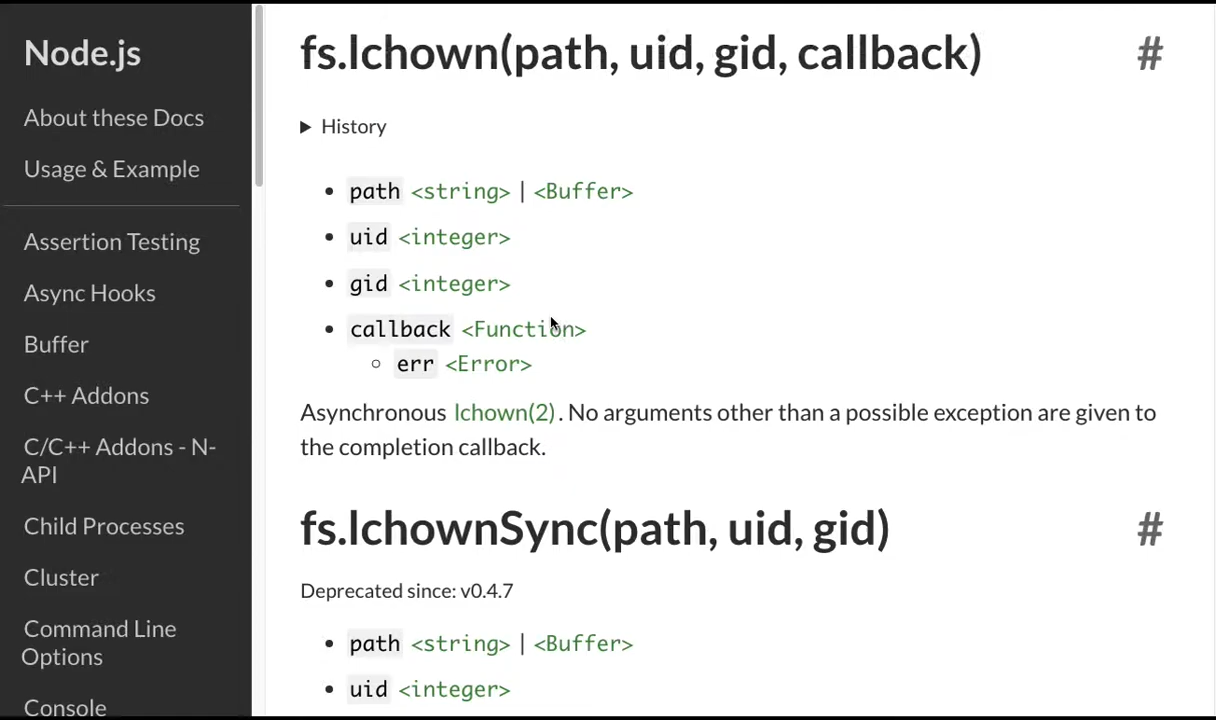 Node.js
About these Docs
Usage & Example
Assertion Testing
Async Hooks
Buffer
C++ Addons
C/C++ Addons - N-
API
Child Processes
Cluster
Command Line
Options
Console
fs.lchown(path, uid, gid, callback) #
▶ History
• path <string> | <Buffer>
• uid <integer>
• gid <integer>
• callback <Function>
○ err <Error>
Asynchronous lchown(2). No arguments other than a possible exception are given to
the completion callback.
fs.lchownSync(path, uid, gid) #
Deprecated since: v0.4.7
• path <string> | <Buffer>
• uid <integer>